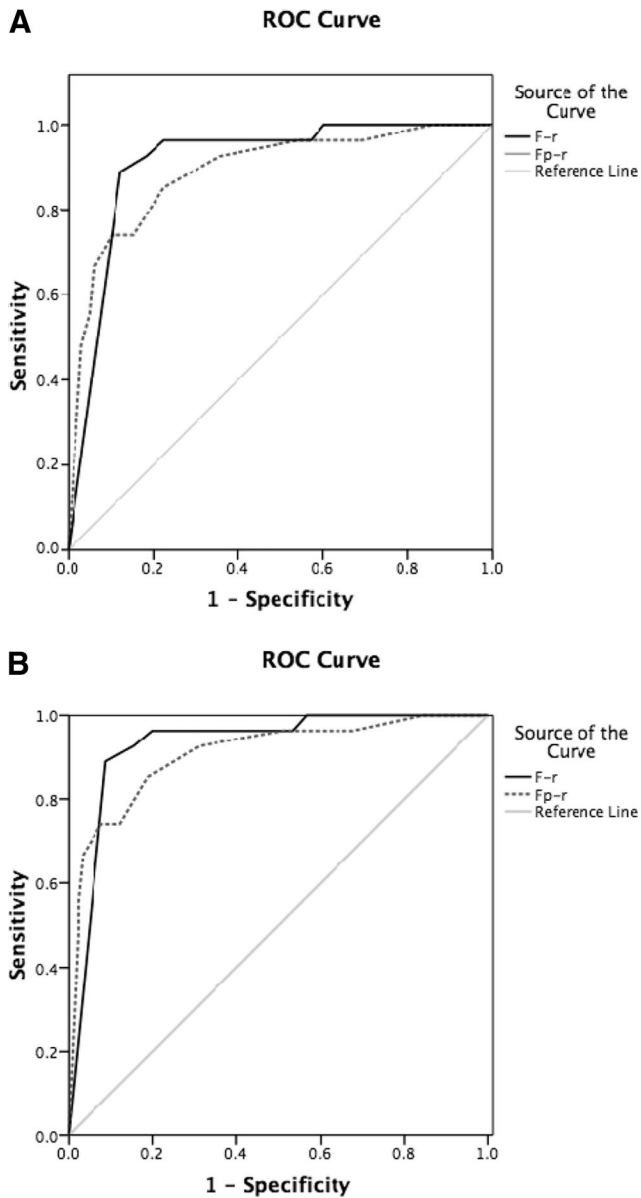 A
ROC Curve
Source of the
Curve
F-r
Fp-r
Reference Line
1.0
0.8
0.6
0.4
0.2
0.0
Sensitivity
0.0 0.2 0.4 0.6 0.8 1.0
1 - Specificity
B
ROC Curve
Source of the
Curve
F-r
Fp-r
Reference Line
1.0
0.8
0.6
0.4
0.2
0.0
Sensitivity
0.0 0.2 0.4 0.6 0.8 1.0
1 - Specificity